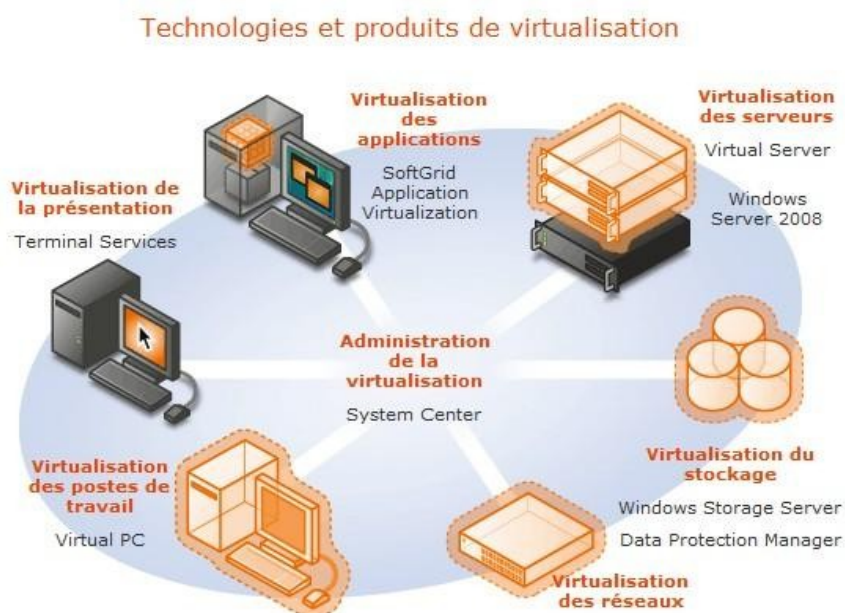 Technologies et produits de virtualisation
Virtualisation
des
applications
SoftGrid
Application
Virtualization
Virtualisation
des serveurs
Virtual Server
Windows
Server 2008
Virtualisation de
la présentation
Terminal Services
Administration
de la
virtualisation
System Center
Virtualisation
des postes de
travail
Virtual PC
Virtualisation du
stockage
Windows Storage Server
Data Protection Manager
Virtualisation
des réseaux